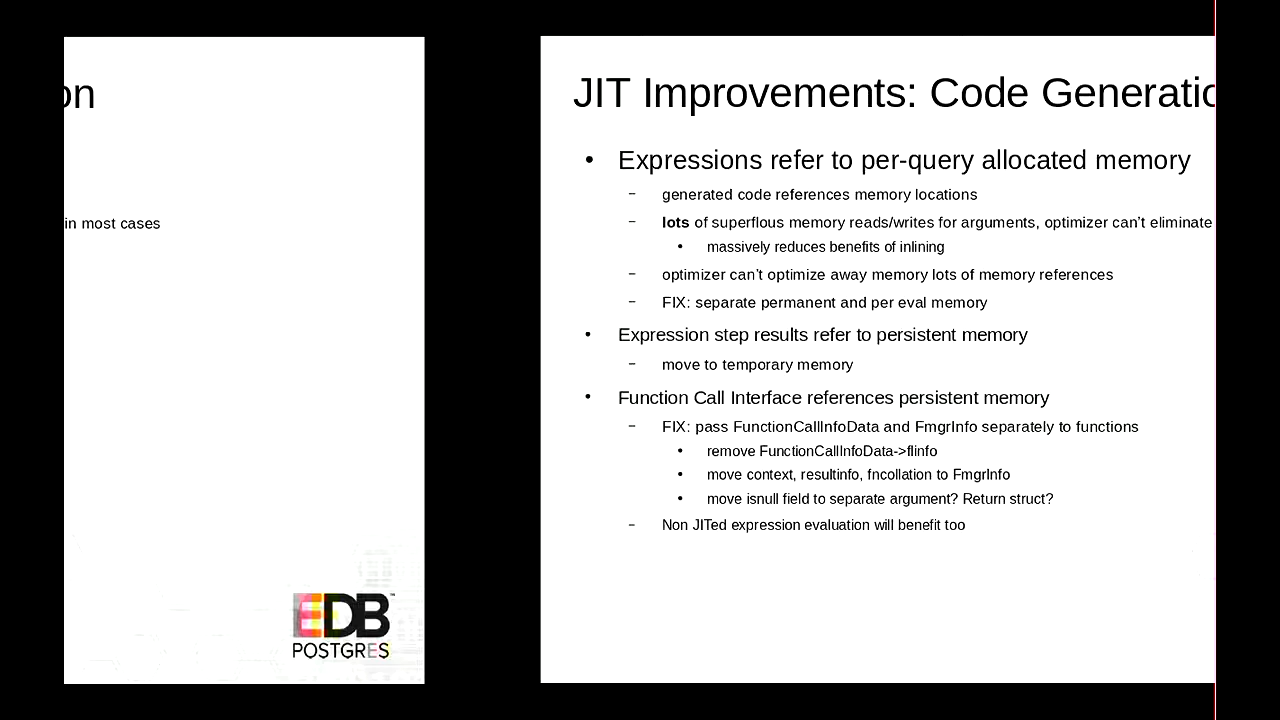 on
in most cases
EDB™
POSTGRES
JIT Improvements: Code Generatio
• Expressions refer to per-query allocated memory
– generated code references memory locations
– lots of superflous memory reads/writes for arguments, optimizer can't eliminate
• massively reduces benefits of inlining
– optimizer can't optimize away memory lots of memory references
– FIX: separate permanent and per eval memory
• Expression step results refer to persistent memory
– move to temporary memory
• Function Call Interface references persistent memory
– FIX: pass FunctionCallInfoData and FmgrInfo separately to functions
• remove FunctionCallInfoData->flinfo
• move context, resultinfo, fncollation to FmgrInfo
• move isnull field to separate argument? Return struct?
– Non JITed expression evaluation will benefit too